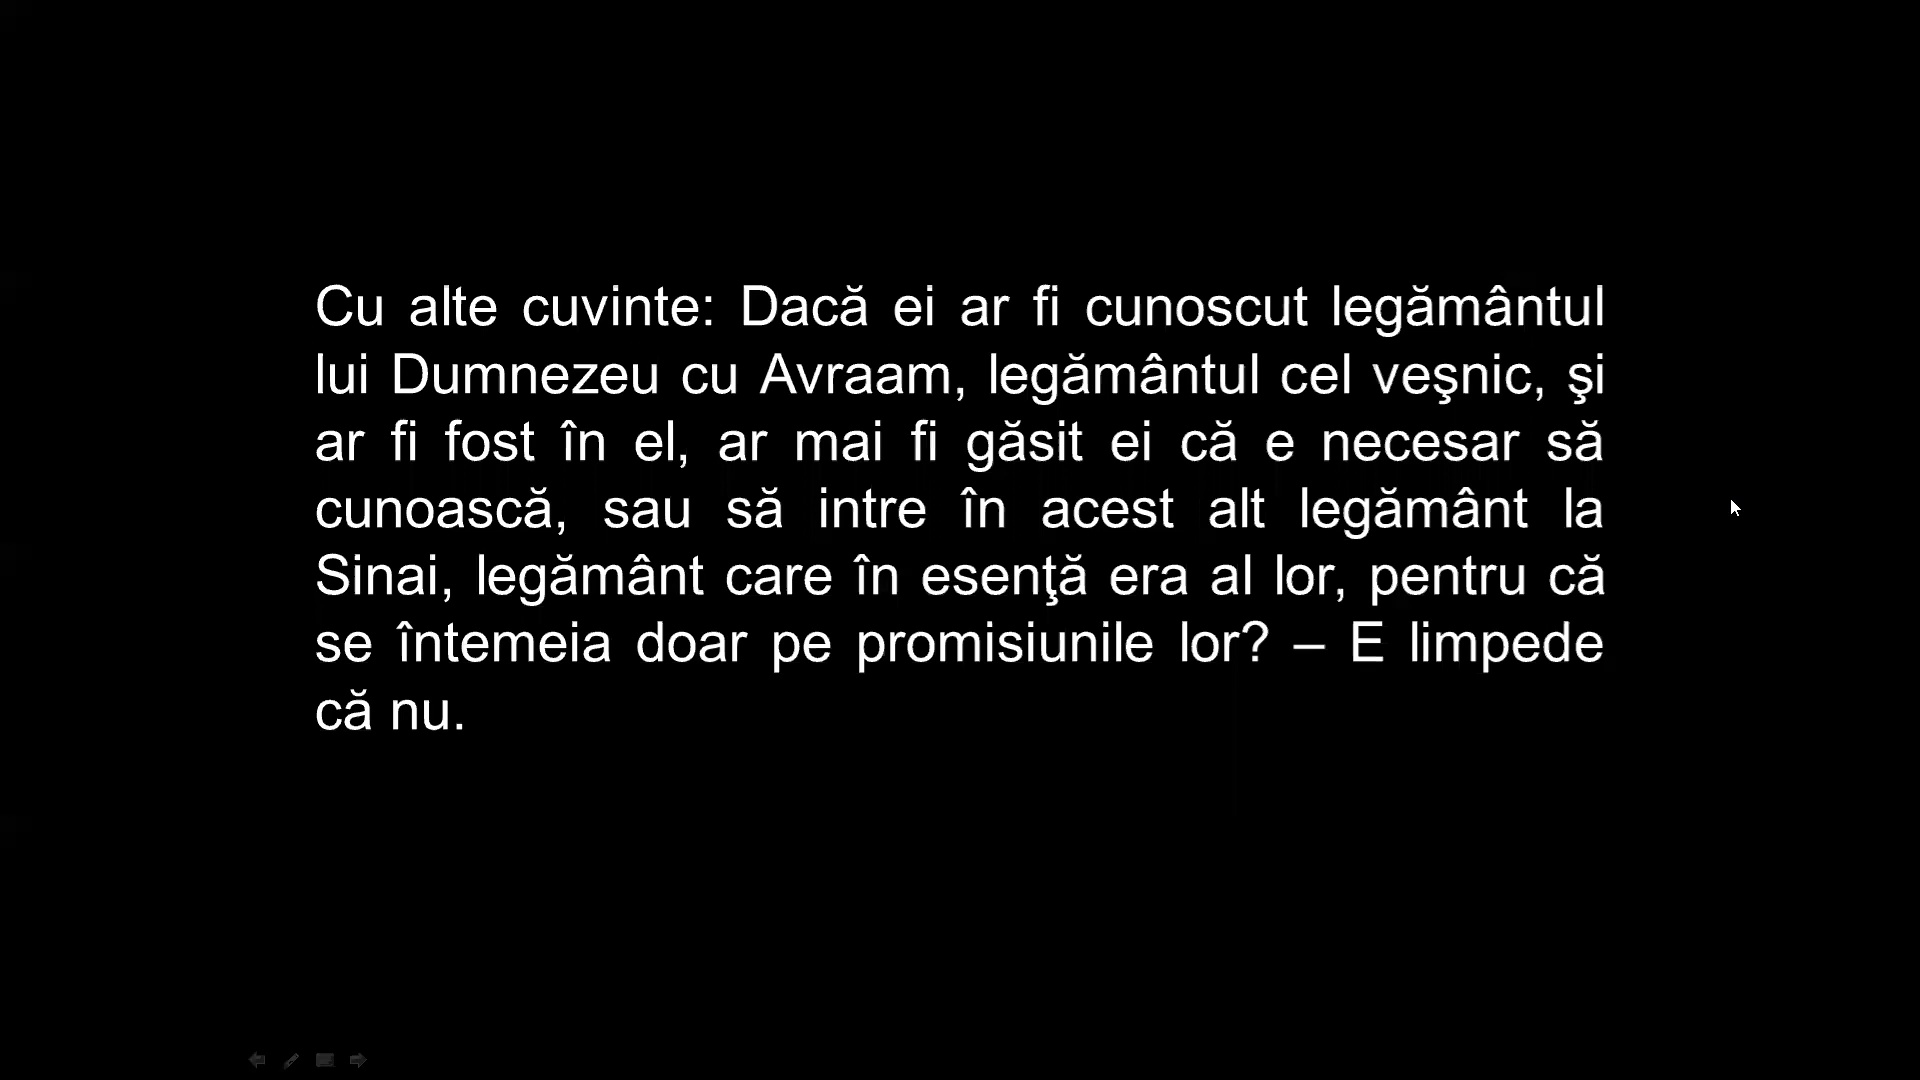 Cu alte cuvinte: Dacă ei ar fi cunoscut legământul
lui Dumnezeu cu Avraam, legământul cel veşnic, şi
ar fi fost în el, ar mai fi găsit ei că e necesar să
cunoască, sau să intre în acest alt legământ la
Sinai, legământ care în esenţă era al lor, pentru că
se întemeia doar pe promisiunile lor? – E limpede
că nu.